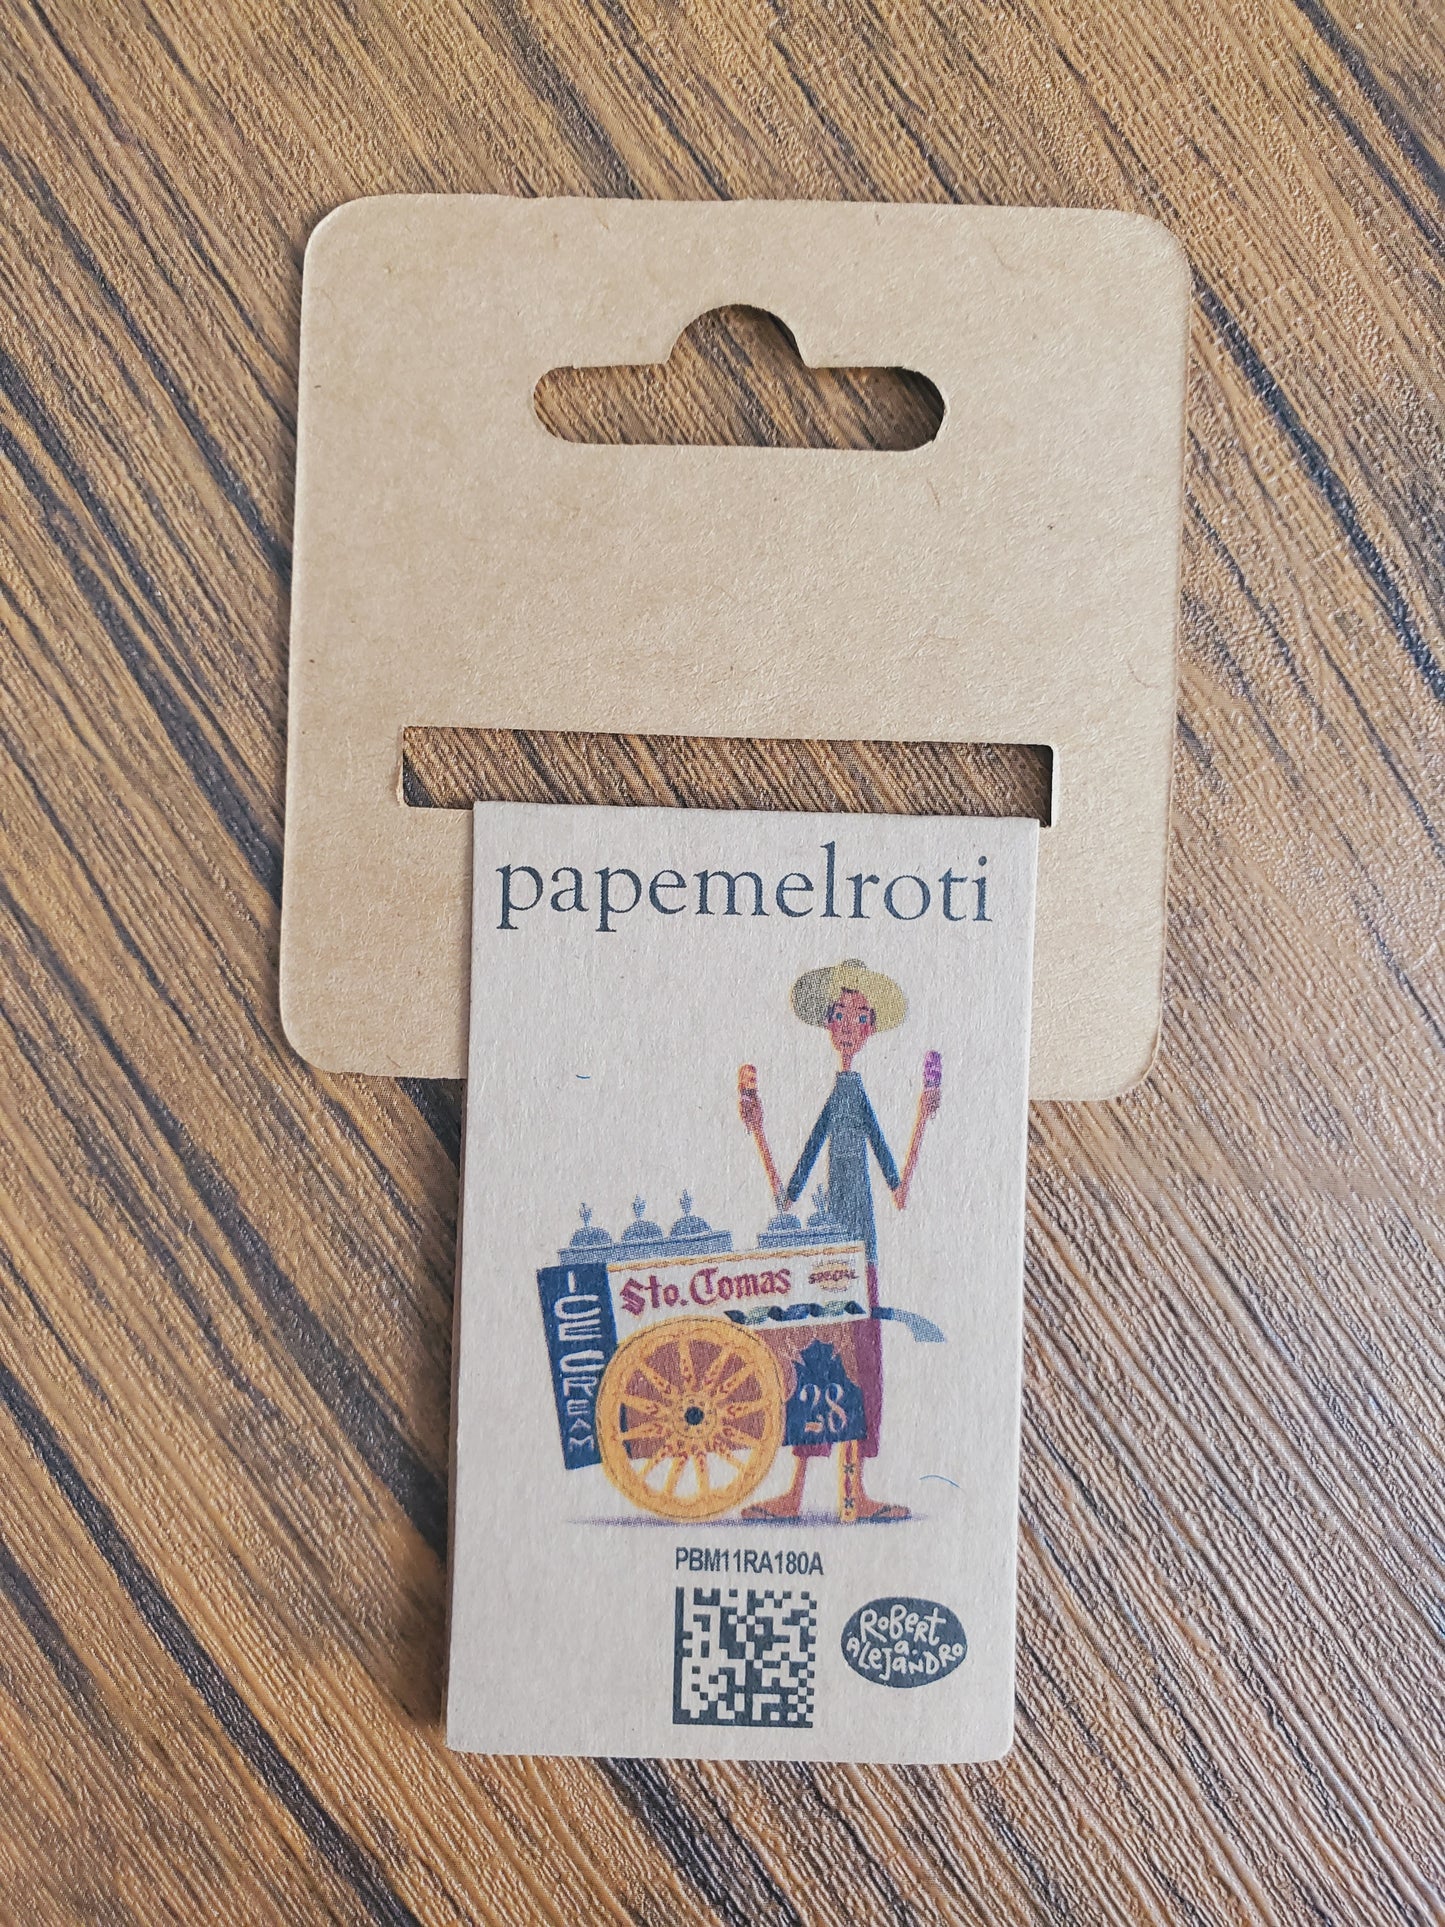 papemelroti
Sto. Tomas
SPECIAL
ICE CREAM
28
PBM11RA180A
ROBERT
a.
ALEJANDRO